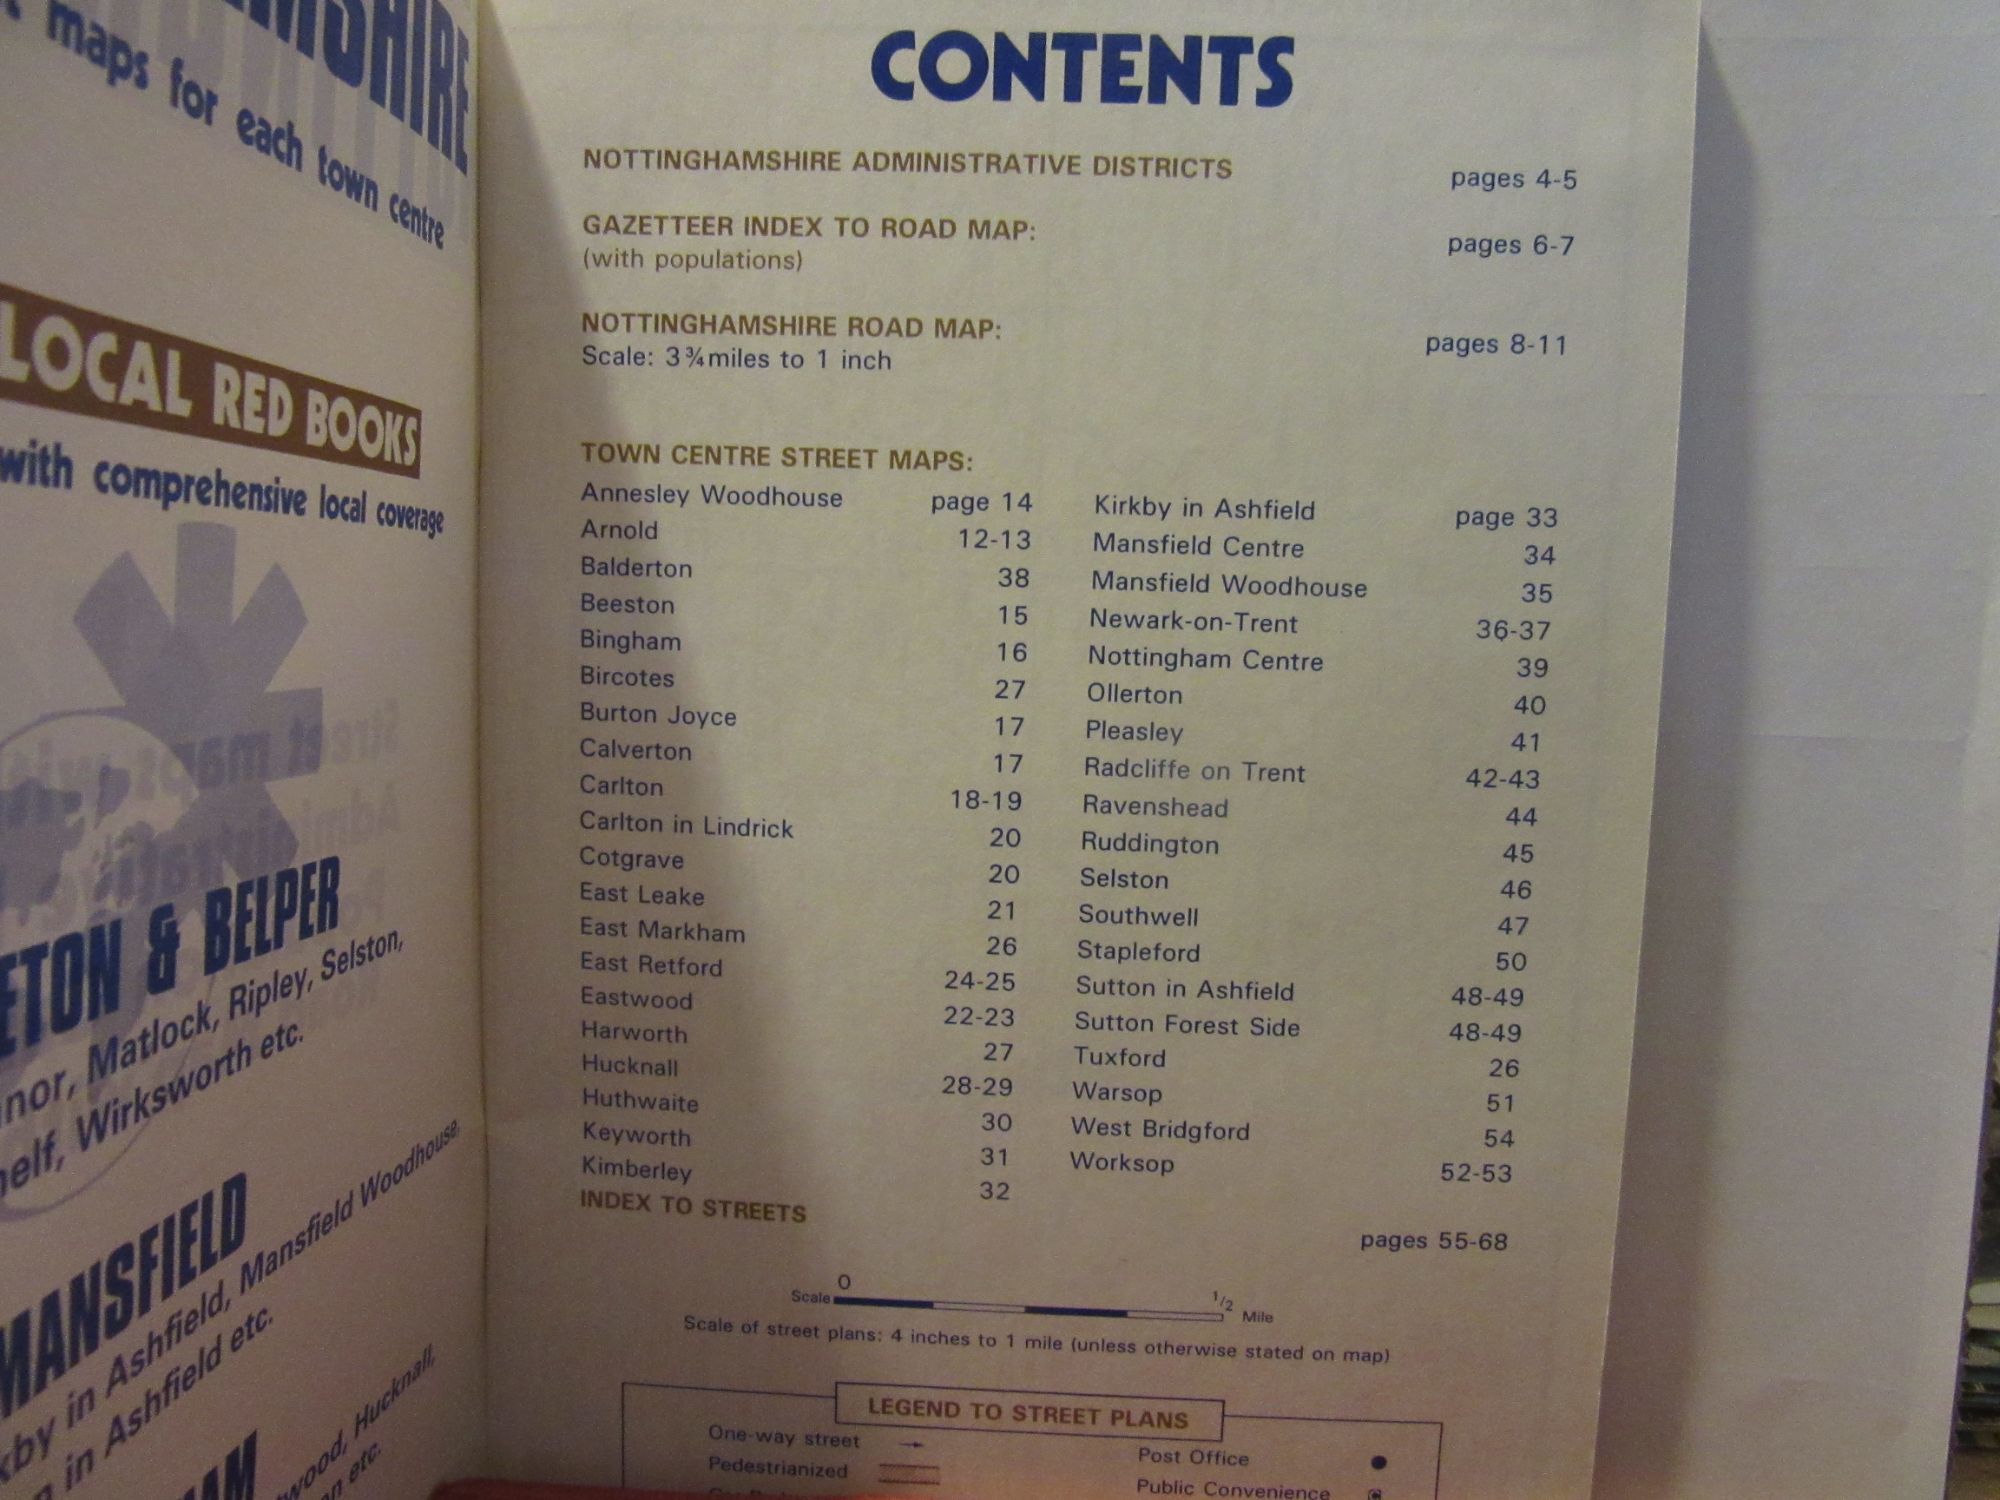 maps for each town centre
LOCAL RED BOOKS
with comprehensive local coverage
& BELPER
Matlock, Ripley, Selston,
Wirksworth etc.
MANSFIELD
in Ashfield, Mansfield Woodhouse,
in Ashfield etc.
Hucknall,
etc.
CONTENTS
NOTTINGHAMSHIRE ADMINISTRATIVE DISTRICTS pages 4-5
GAZETTEER INDEX TO ROAD MAP: pages 6-7
(with populations)
NOTTINGHAMSHIRE ROAD MAP: pages 8-11
Scale: 3¾ miles to 1 inch
TOWN CENTRE STREET MAPS:
Annesley Woodhouse page 14
Arnold 12-13
Balderton 38
Beeston 15
Bingham 16
Bircotes 27
Burton Joyce 17
Calverton 17
Carlton 18-19
Carlton in Lindrick 20
Cotgrave 20
East Leake 21
East Markham 26
East Retford 24-25
Eastwood 22-23
Harworth 27
Hucknall 28-29
Huthwaite 30
Keyworth 31
Kimberley 32
Kirkby in Ashfield page 33
Mansfield Centre 34
Mansfield Woodhouse 35
Newark-on-Trent 36-37
Nottingham Centre 39
Ollerton 40
Pleasley 41
Radcliffe on Trent 42-43
Ravenshead 44
Ruddington 45
Selston 46
Southwell 47
Stapleford 50
Sutton in Ashfield 48-49
Sutton Forest Side 48-49
Tuxford 26
Warsop 51
West Bridgford 54
Worksop 52-53
INDEX TO STREETS pages 55-68
Scale 0 1/2 Mile
Scale of street plans: 4 inches to 1 mile (unless otherwise stated on map)
LEGEND TO STREET PLANS
One-way street
Pedestrianized
Post Office
Public Convenience C